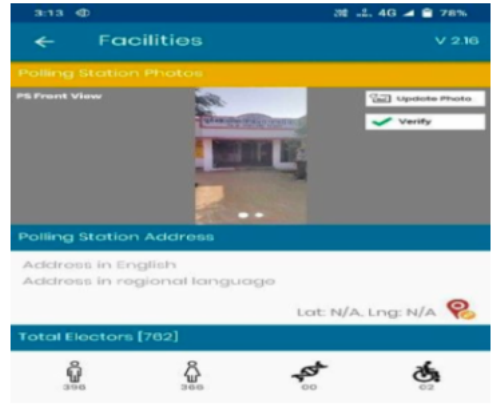 3:13 4G 78%
Facilities V 2.16
Polling Station Photos
PS Front View
Update Photo
Verify
Polling Station Address
Address in English
Address in regional language
Lat: N/A, Lng: N/A
Total Electors [762]
396 366 00 02